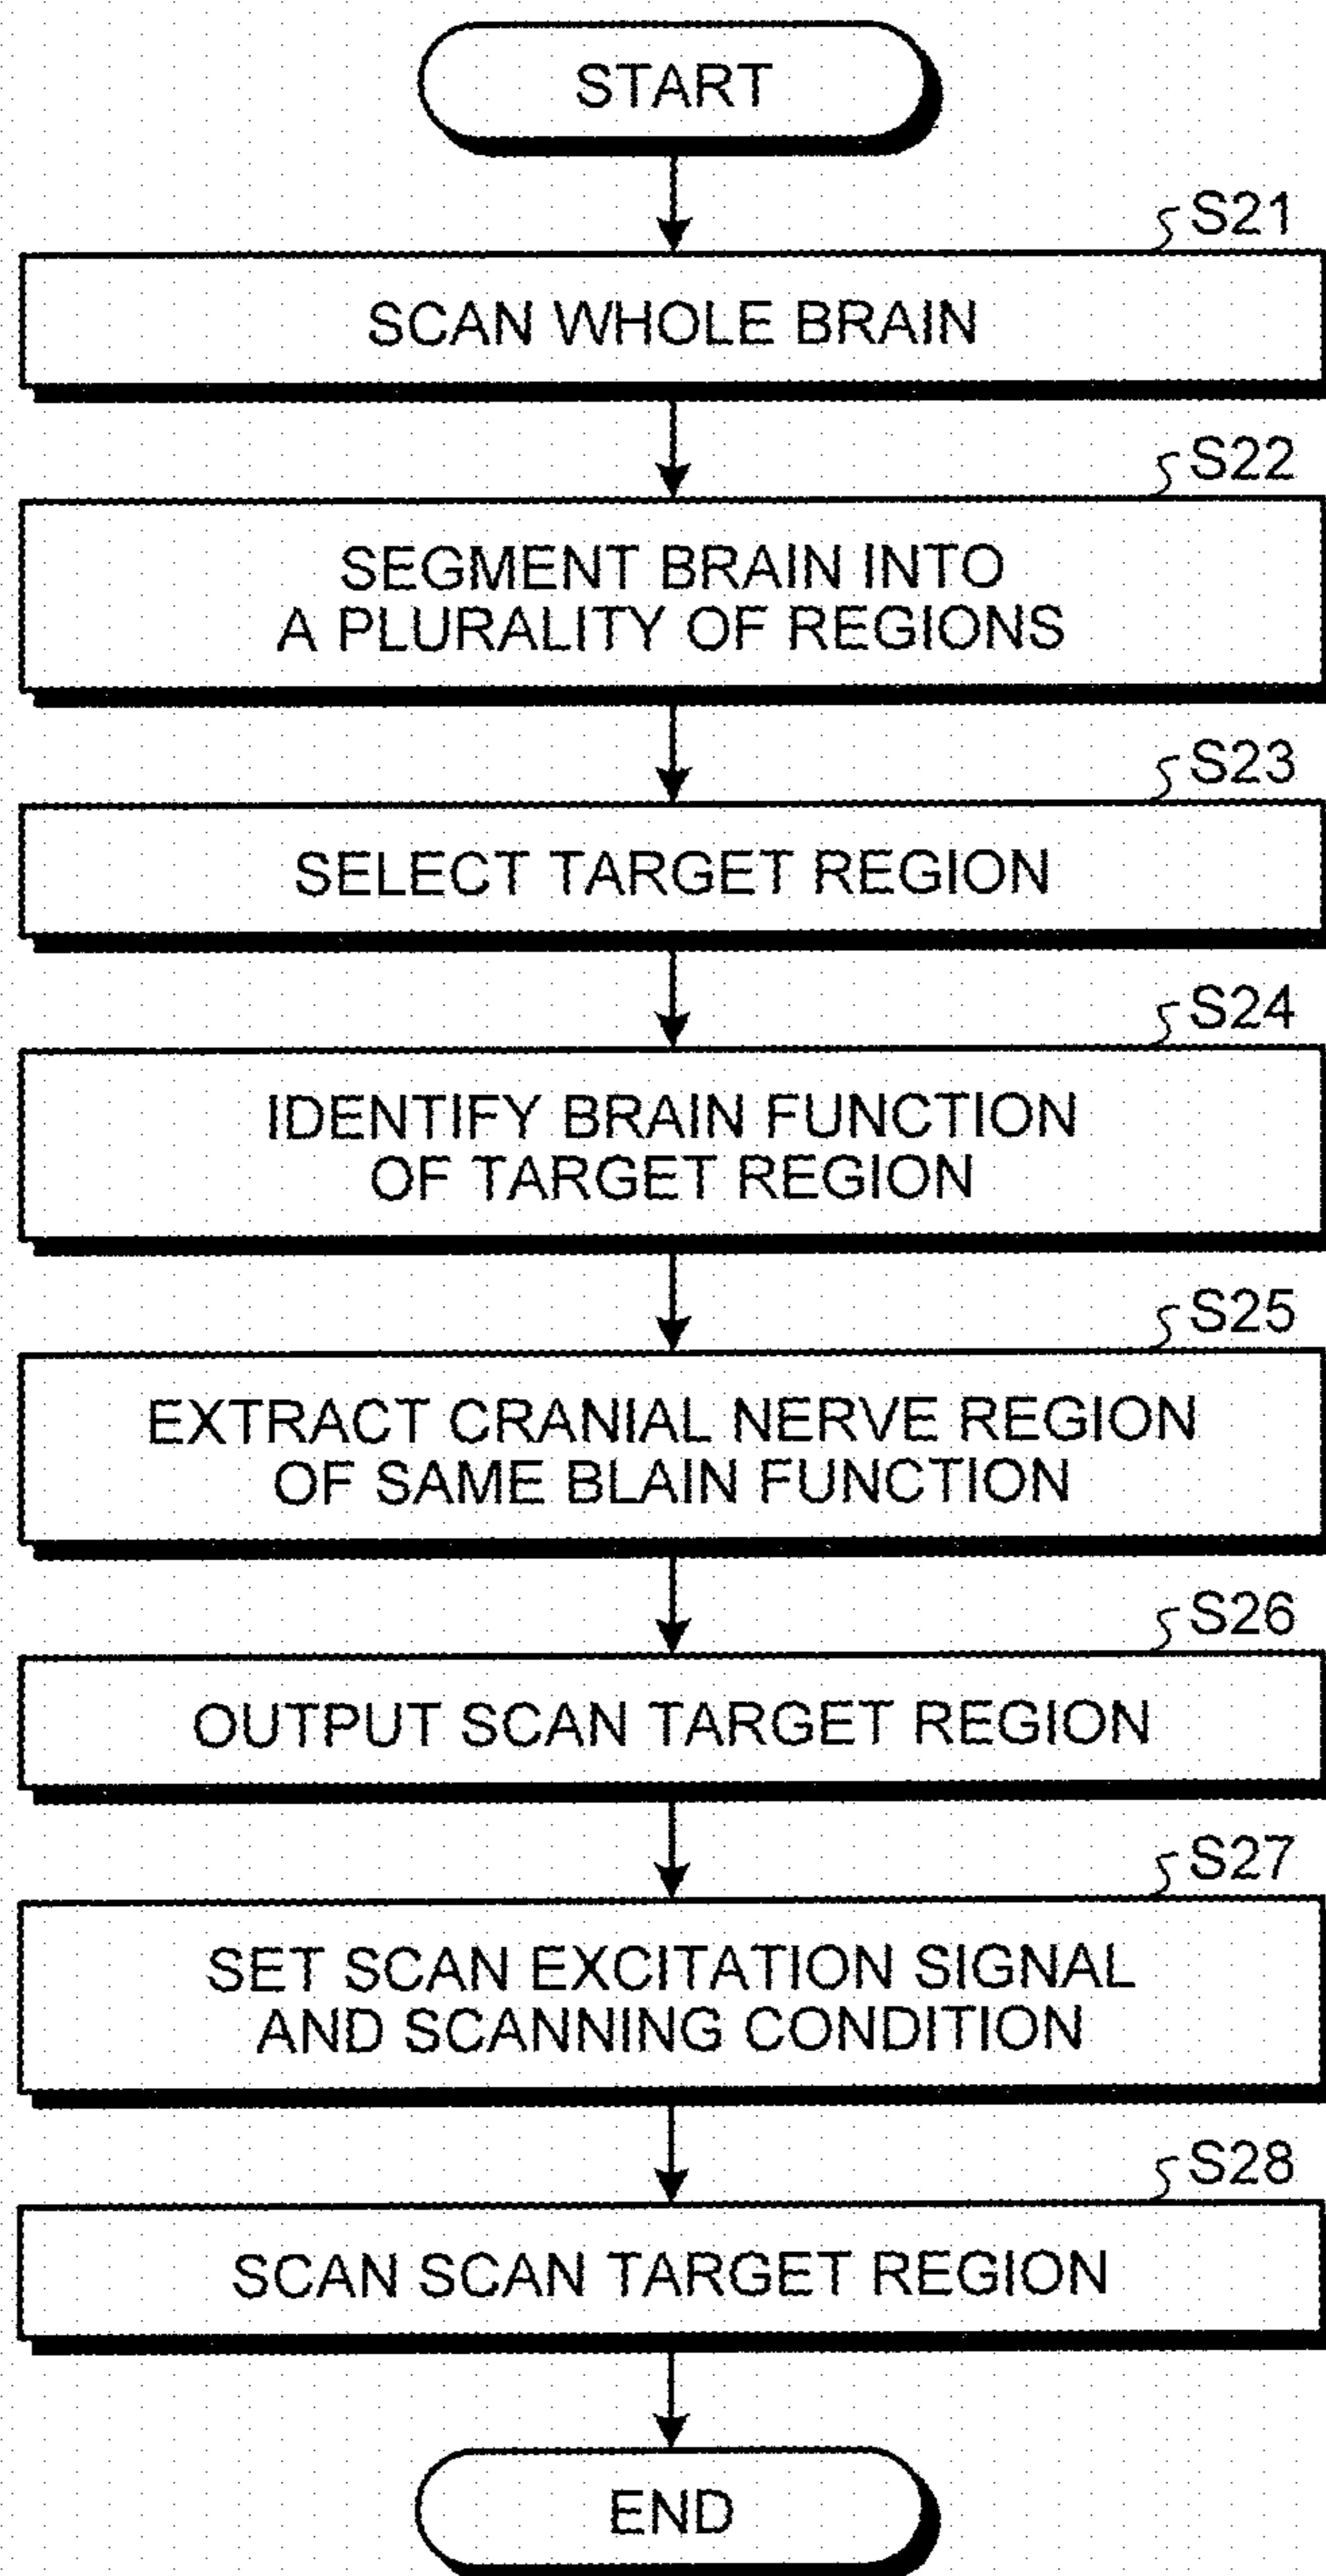 START
S21
SCAN WHOLE BRAIN
S22
SEGMENT BRAIN INTO
A PLURALITY OF REGIONS
S23
SELECT TARGET REGION
S24
IDENTIFY BRAIN FUNCTION
OF TARGET REGION
S25
EXTRACT CRANIAL NERVE REGION
OF SAME BLAIN FUNCTION
S26
OUTPUT SCAN TARGET REGION
S27
SET SCAN EXCITATION SIGNAL
AND SCANNING CONDITION
S28
SCAN SCAN TARGET REGION
END